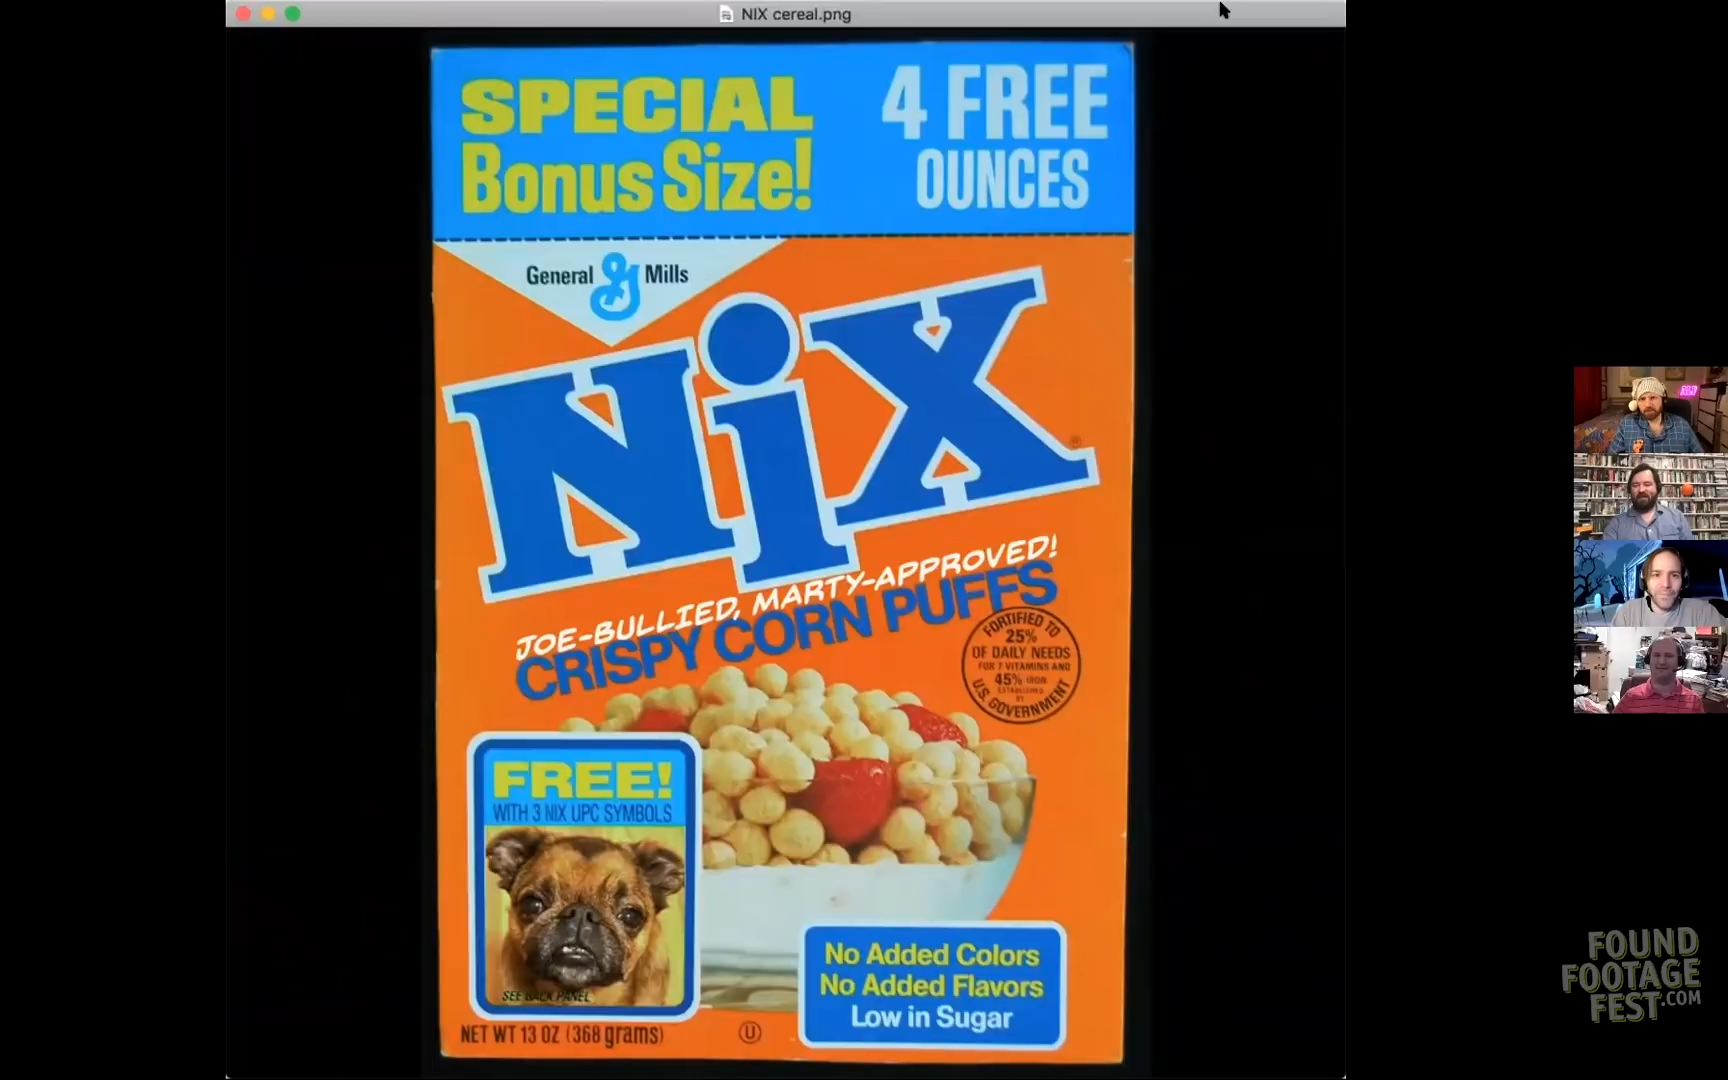 NIX cereal.png
SPECIAL
Bonus Size!
4 FREE
OUNCES
General Mills
NiX
JOE-BULLIED, MARTY-APPROVED!
CRISPY CORN PUFFS
FORTIFIED TO
25%
OF DAILY NEEDS
FOR 7 VITAMINS AND
45% IRON
ESTABLISHED
BY
U.S. GOVERNMENT
FREE!
WITH 3 NIX UPC SYMBOLS
SEE BACK PANEL
No Added Colors
No Added Flavors
Low in Sugar
NET WT 13 OZ (368 grams)
U
FOUND
FOOTAGE
FEST.COM